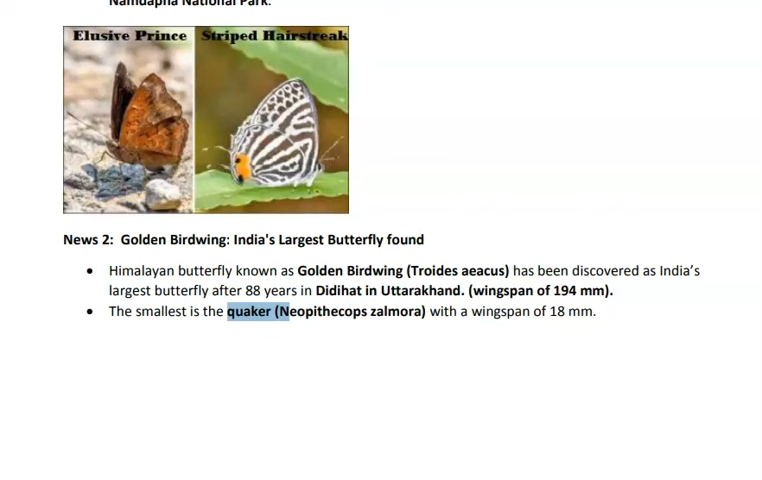 Namdapha National Park.
Elusive Prince
Striped Hairstreak
News 2: Golden Birdwing: India's Largest Butterfly found
• Himalayan butterfly known as Golden Birdwing (Troides aeacus) has been discovered as India’s
largest butterfly after 88 years in Didihat in Uttarakhand. (wingspan of 194 mm).
• The smallest is the quaker (Neopithecops zalmora) with a wingspan of 18 mm.